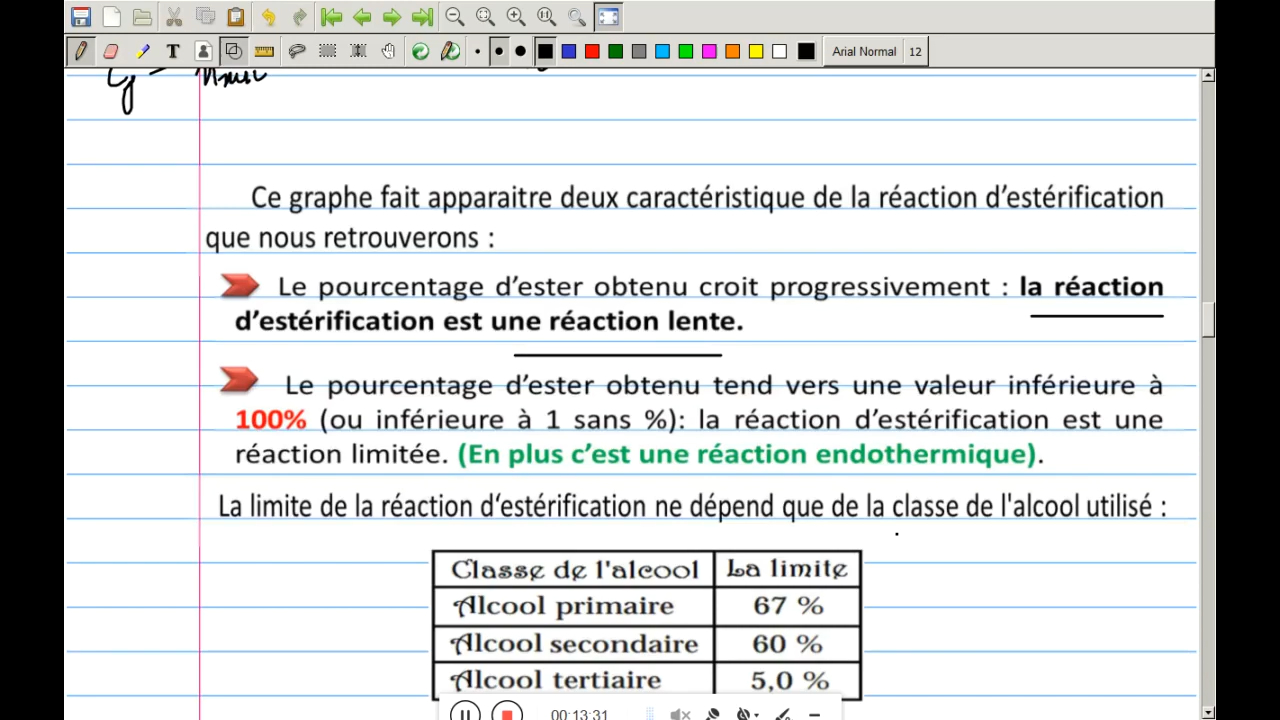 T
Arial Normal 12
Ce graphe fait apparaitre deux caractéristique de la réaction d'estérification
que nous retrouverons :
Le pourcentage d'ester obtenu croit progressivement : la réaction
d'estérification est une réaction lente.
Le pourcentage d'ester obtenu tend vers une valeur inférieure à
100% (ou inférieure à 1 sans %): la réaction d'estérification est une
réaction limitée. (En plus c'est une réaction endothermique).
La limite de la réaction d‘estérification ne dépend que de la classe de l'alcool utilisé :
Classe de l'alcool La limite
Alcool primaire 67 %
Alcool secondaire 60 %
Alcool tertiaire 5,0 %
00:13:31